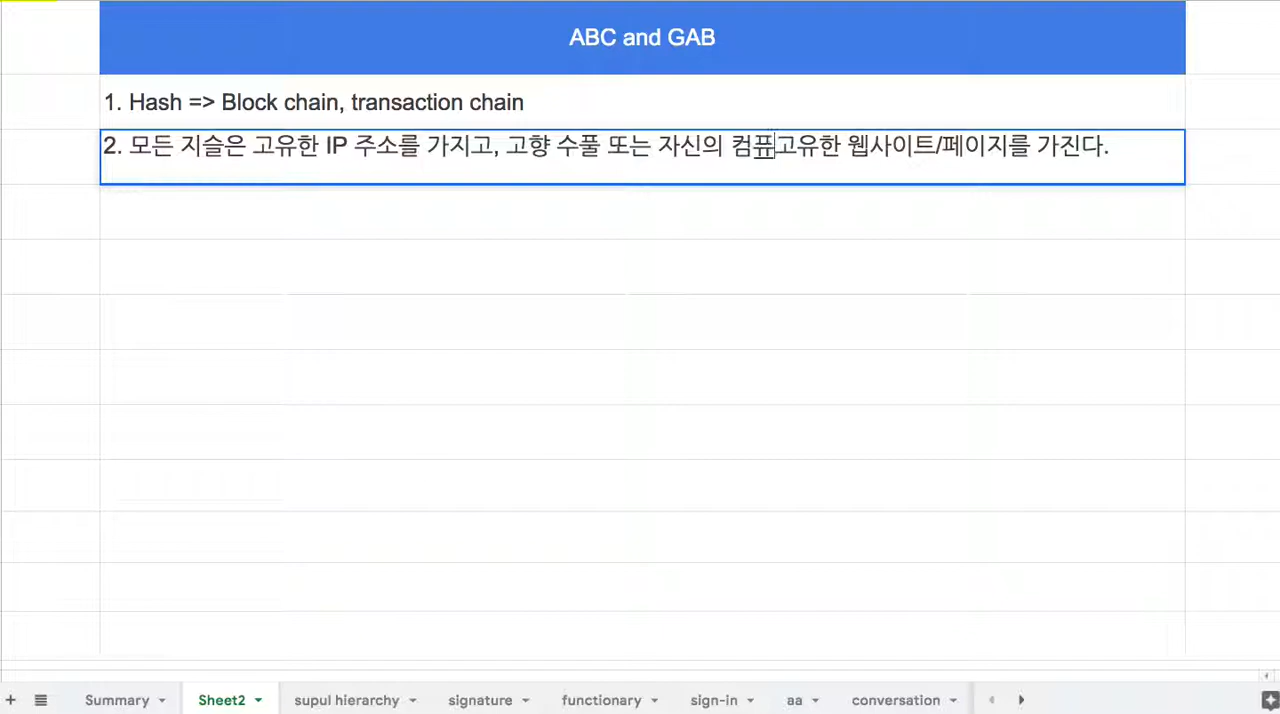 ABC and GAB
1. Hash => Block chain, transaction chain
2. 모든 지슬은 고유한 IP 주소를 가지고, 고향 수풀 또는 자신의 컴퓨고유한 웹사이트/페이지를 가진다.
Summary Sheet2 supul hierarchy signature functionary sign-in aa conversation